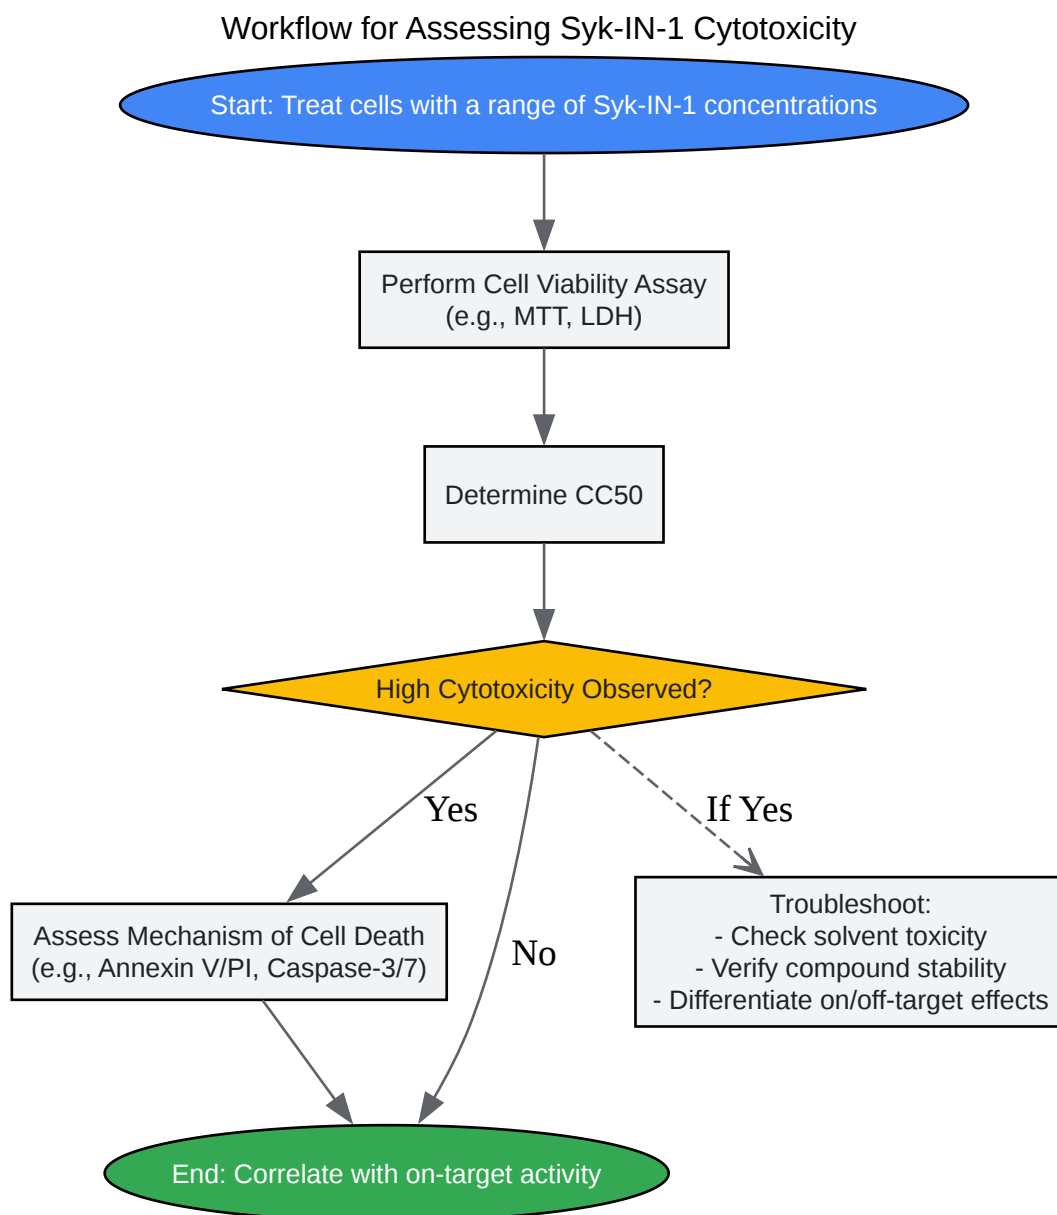 Workflow for Assessing Syk-IN-1 Cytotoxicity
Start: Treat cells with a range of Syk-IN-1 concentrations
Perform Cell Viability Assay
(e.g., MTT, LDH)
Determine CC50
High Cytotoxicity Observed?
Yes
If Yes
Assess Mechanism of Cell Death
(e.g., Annexin V/PI, Caspase-3/7)
No
Troubleshoot:
- Check solvent toxicity
- Verify compound stability
- Differentiate on/off-target effects
End: Correlate with on-target activity